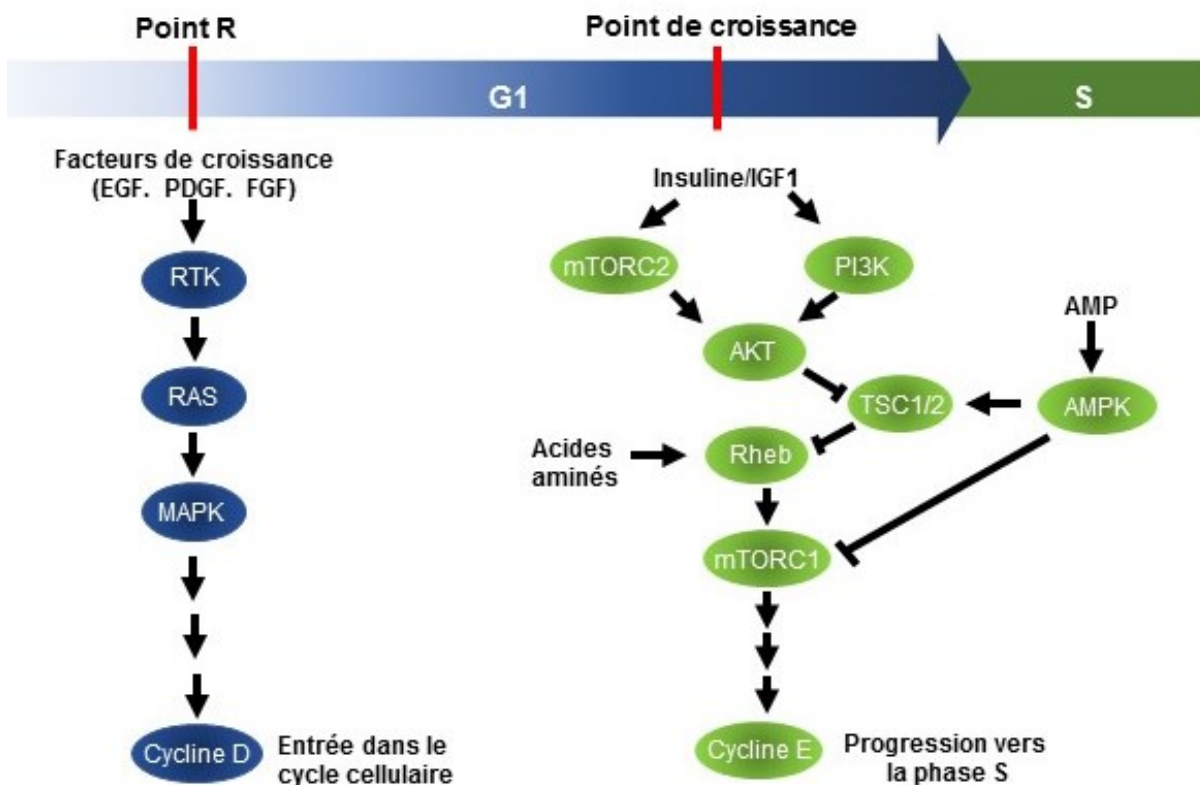 Point R
Point de croissance
G1
S
Facteurs de croissance
(EGF. PDGF. FGF)
RTK
RAS
MAPK
Cycline D
Entrée dans le
cycle cellulaire
Insuline/IGF1
mTORC2
PI3K
AKT
AMP
TSC1/2
AMPK
Acides
aminés
Rheb
mTORC1
Cycline E
Progression vers
la phase S